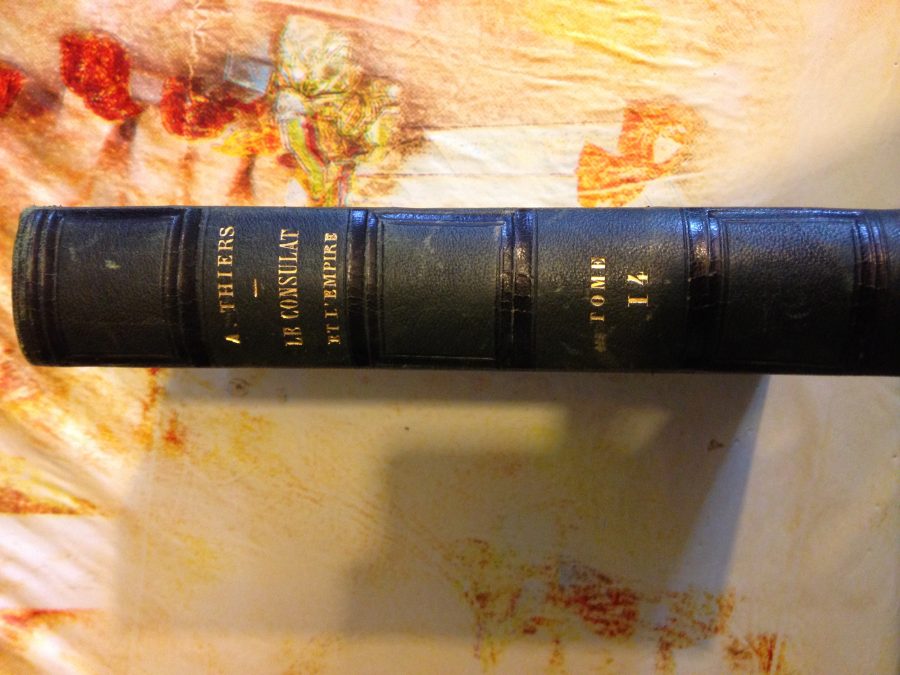 A. THIERS
—
LE CONSULAT
ET L'EMPIRE
TOME
14